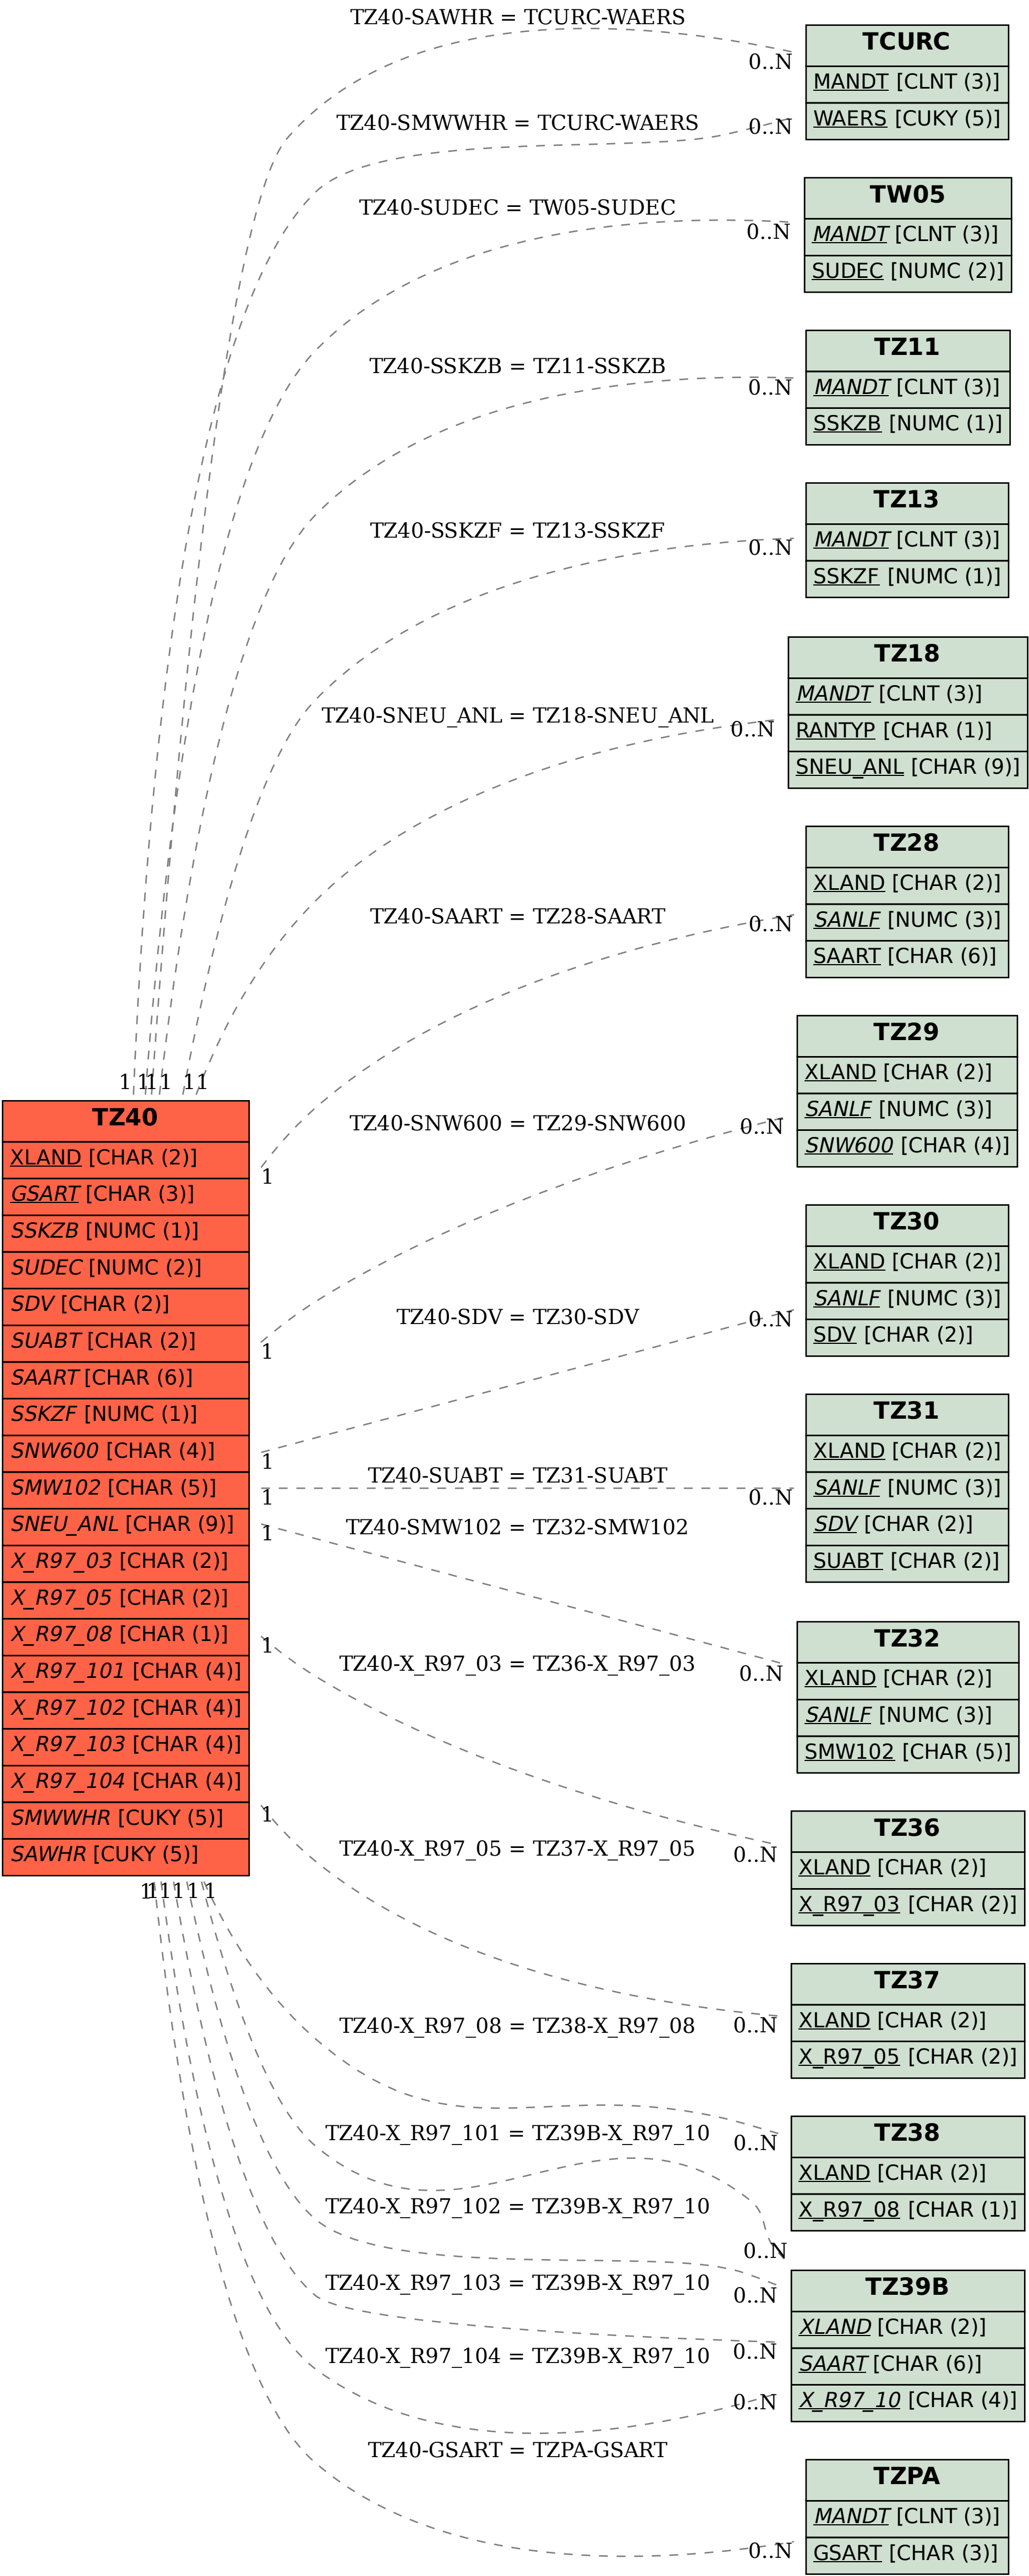 TZ40-SAWHR = TCURC-WAERS
0..N
TCURC
MANDT [CLNT (3)]
WAERS [CUKY (5)]
TZ40-SMWWHR = TCURC-WAERS
0..N
TZ40-SUDEC = TW05-SUDEC
0..N
TW05
MANDT [CLNT (3)]
SUDEC [NUMC (2)]
TZ40-SSKZB = TZ11-SSKZB
0..N
TZ11
MANDT [CLNT (3)]
SSKZB [NUMC (1)]
TZ40-SSKZF = TZ13-SSKZF
0..N
TZ13
MANDT [CLNT (3)]
SSKZF [NUMC (1)]
TZ40-SNEU_ANL = TZ18-SNEU_ANL
0..N
TZ18
MANDT [CLNT (3)]
RANTYP [CHAR (1)]
SNEU_ANL [CHAR (9)]
TZ40-SAART = TZ28-SAART
0..N
TZ28
XLAND [CHAR (2)]
SANLF [NUMC (3)]
SAART [CHAR (6)]
1 1 1 1 1 1
TZ40
XLAND [CHAR (2)]
GSART [CHAR (3)]
SSKZB [NUMC (1)]
SUDEC [NUMC (2)]
SDV [CHAR (2)]
SUABT [CHAR (2)]
SAART [CHAR (6)]
SSKZF [NUMC (1)]
SNW600 [CHAR (4)]
SMW102 [CHAR (5)]
SNEU_ANL [CHAR (9)]
X_R97_03 [CHAR (2)]
X_R97_05 [CHAR (2)]
X_R97_08 [CHAR (1)]
X_R97_101 [CHAR (4)]
X_R97_102 [CHAR (4)]
X_R97_103 [CHAR (4)]
X_R97_104 [CHAR (4)]
SMWWHR [CUKY (5)]
SAWHR [CUKY (5)]
1
1
1
1
1
1
1
1 1 1 1 1 1
TZ40-SNW600 = TZ29-SNW600
0..N
TZ29
XLAND [CHAR (2)]
SANLF [NUMC (3)]
SNW600 [CHAR (4)]
TZ40-SDV = TZ30-SDV
0..N
TZ30
XLAND [CHAR (2)]
SANLF [NUMC (3)]
SDV [CHAR (2)]
TZ40-SUABT = TZ31-SUABT
0..N
TZ31
XLAND [CHAR (2)]
SANLF [NUMC (3)]
SDV [CHAR (2)]
SUABT [CHAR (2)]
TZ40-SMW102 = TZ32-SMW102
0..N
TZ32
XLAND [CHAR (2)]
SANLF [NUMC (3)]
SMW102 [CHAR (5)]
TZ40-X_R97_03 = TZ36-X_R97_03
0..N
TZ36
XLAND [CHAR (2)]
X_R97_03 [CHAR (2)]
TZ40-X_R97_05 = TZ37-X_R97_05
0..N
TZ37
XLAND [CHAR (2)]
X_R97_05 [CHAR (2)]
TZ40-X_R97_08 = TZ38-X_R97_08
0..N
TZ38
XLAND [CHAR (2)]
X_R97_08 [CHAR (1)]
TZ40-X_R97_101 = TZ39B-X_R97_10
0..N
TZ40-X_R97_102 = TZ39B-X_R97_10
0..N
TZ40-X_R97_103 = TZ39B-X_R97_10
0..N
TZ40-X_R97_104 = TZ39B-X_R97_10
0..N
TZ39B
XLAND [CHAR (2)]
SAART [CHAR (6)]
X_R97_10 [CHAR (4)]
TZ40-GSART = TZPA-GSART
0..N
TZPA
MANDT [CLNT (3)]
GSART [CHAR (3)]